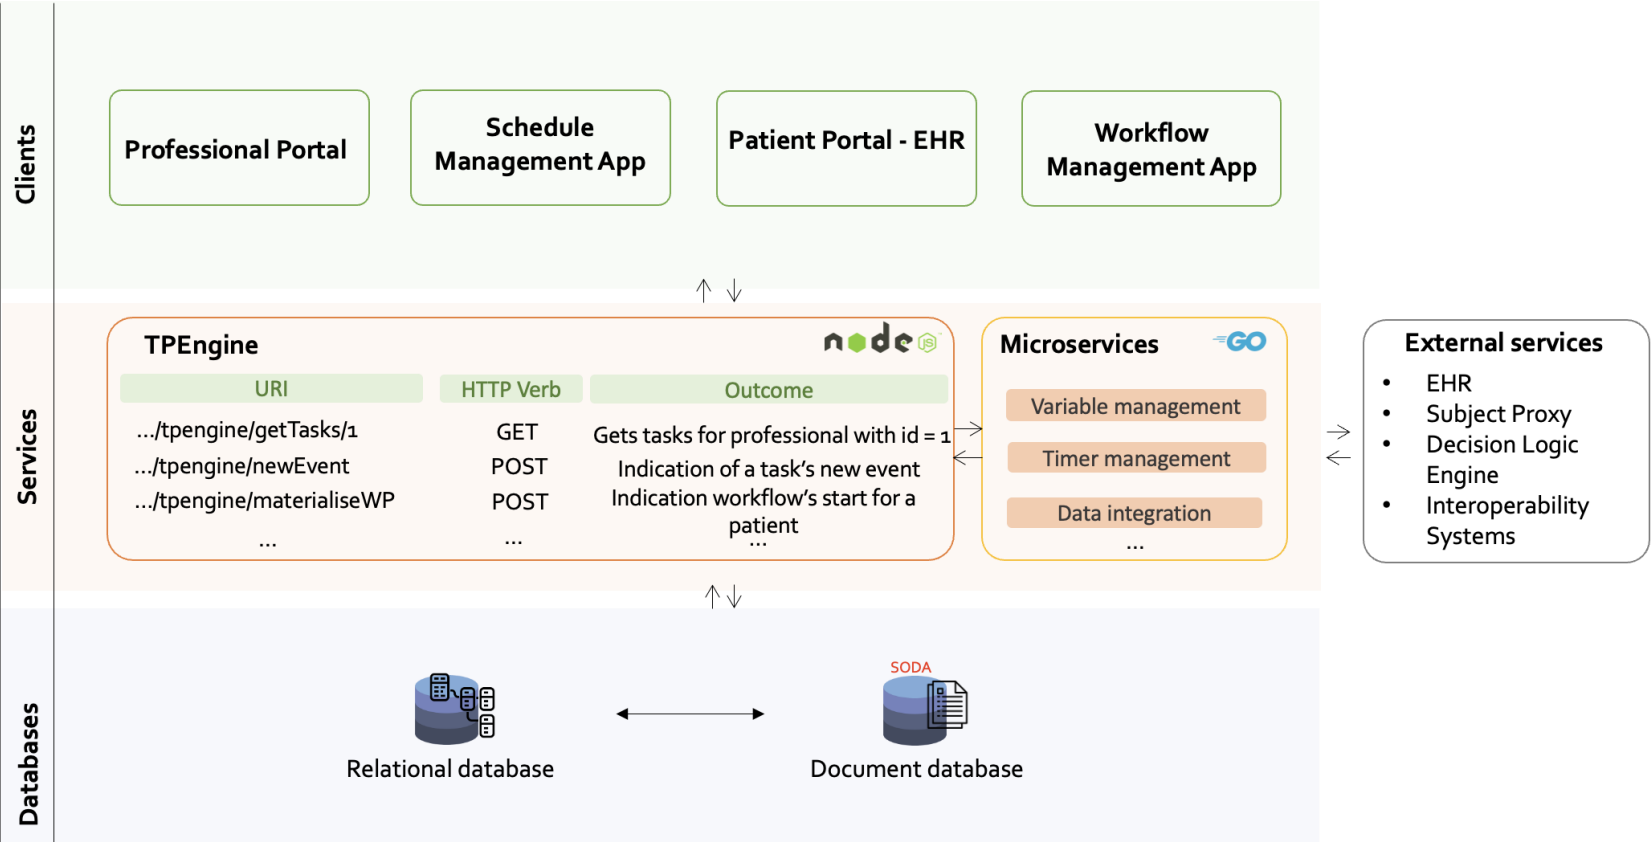 Clients
Professional Portal
Schedule
Management App
Patient Portal - EHR
Workflow
Management App
Services
TPEngine
node
JS
URI
HTTP Verb
Outcome
.../tpengine/getTasks/1
GET
Gets tasks for professional with id = 1
.../tpengine/newEvent
POST
Indication of a task's new event
.../tpengine/materialiseWP
POST
Indication workflow's start for a
patient
...
...
...
Microservices
GO
Variable management
Timer management
Data integration
...
External services
• EHR
• Subject Proxy
• Decision Logic
Engine
• Interoperability
Systems
Databases
Relational database
SODA
Document database